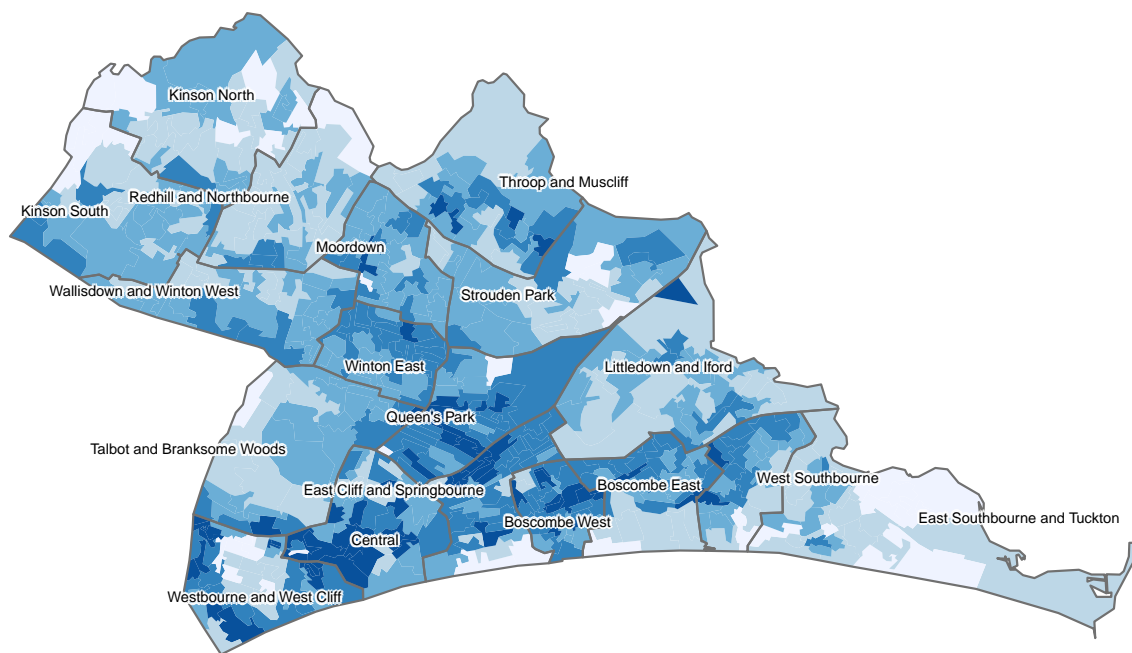 Kinson North
Throop and Muscliff
Redhill and Northbourne
Kinson South
Moordown
Wallisdown and Winton West
Strouden Park
Winton East
Littledown and Iford
Queen's Park
Talbot and Branksome Woods
West Southbourne
Boscombe East
East Cliff and Springbourne
East Southbourne and Tuckton
Boscombe West
Central
Westbourne and West Cliff